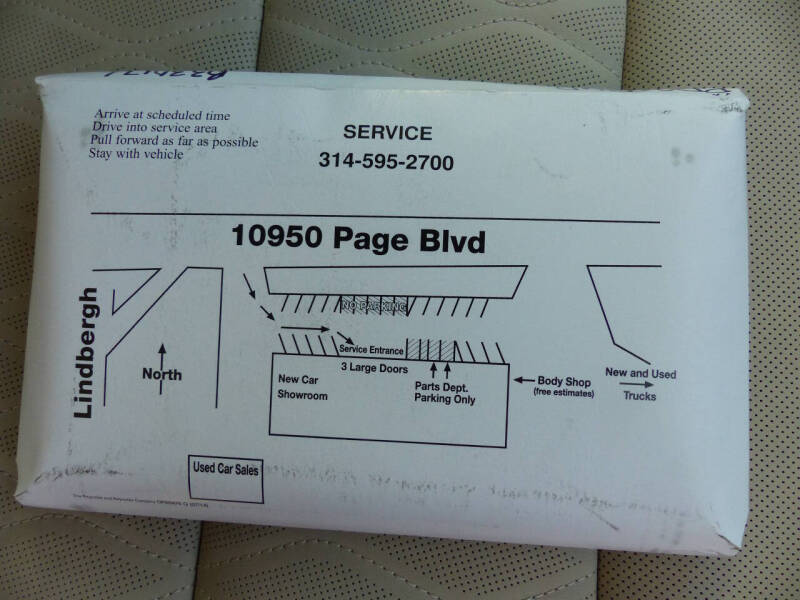 Arrive at scheduled time
Drive into service area
Pull forward as far as possible
Stay with vehicle
SERVICE
314-595-2700
10950 Page Blvd
Lindbergh
North
NO PARKING
Service Entrance
3 Large Doors
New Car
Showroom
Parts Dept.
Parking Only
Body Shop
(free estimates)
New and Used
Trucks
Used Car Sales